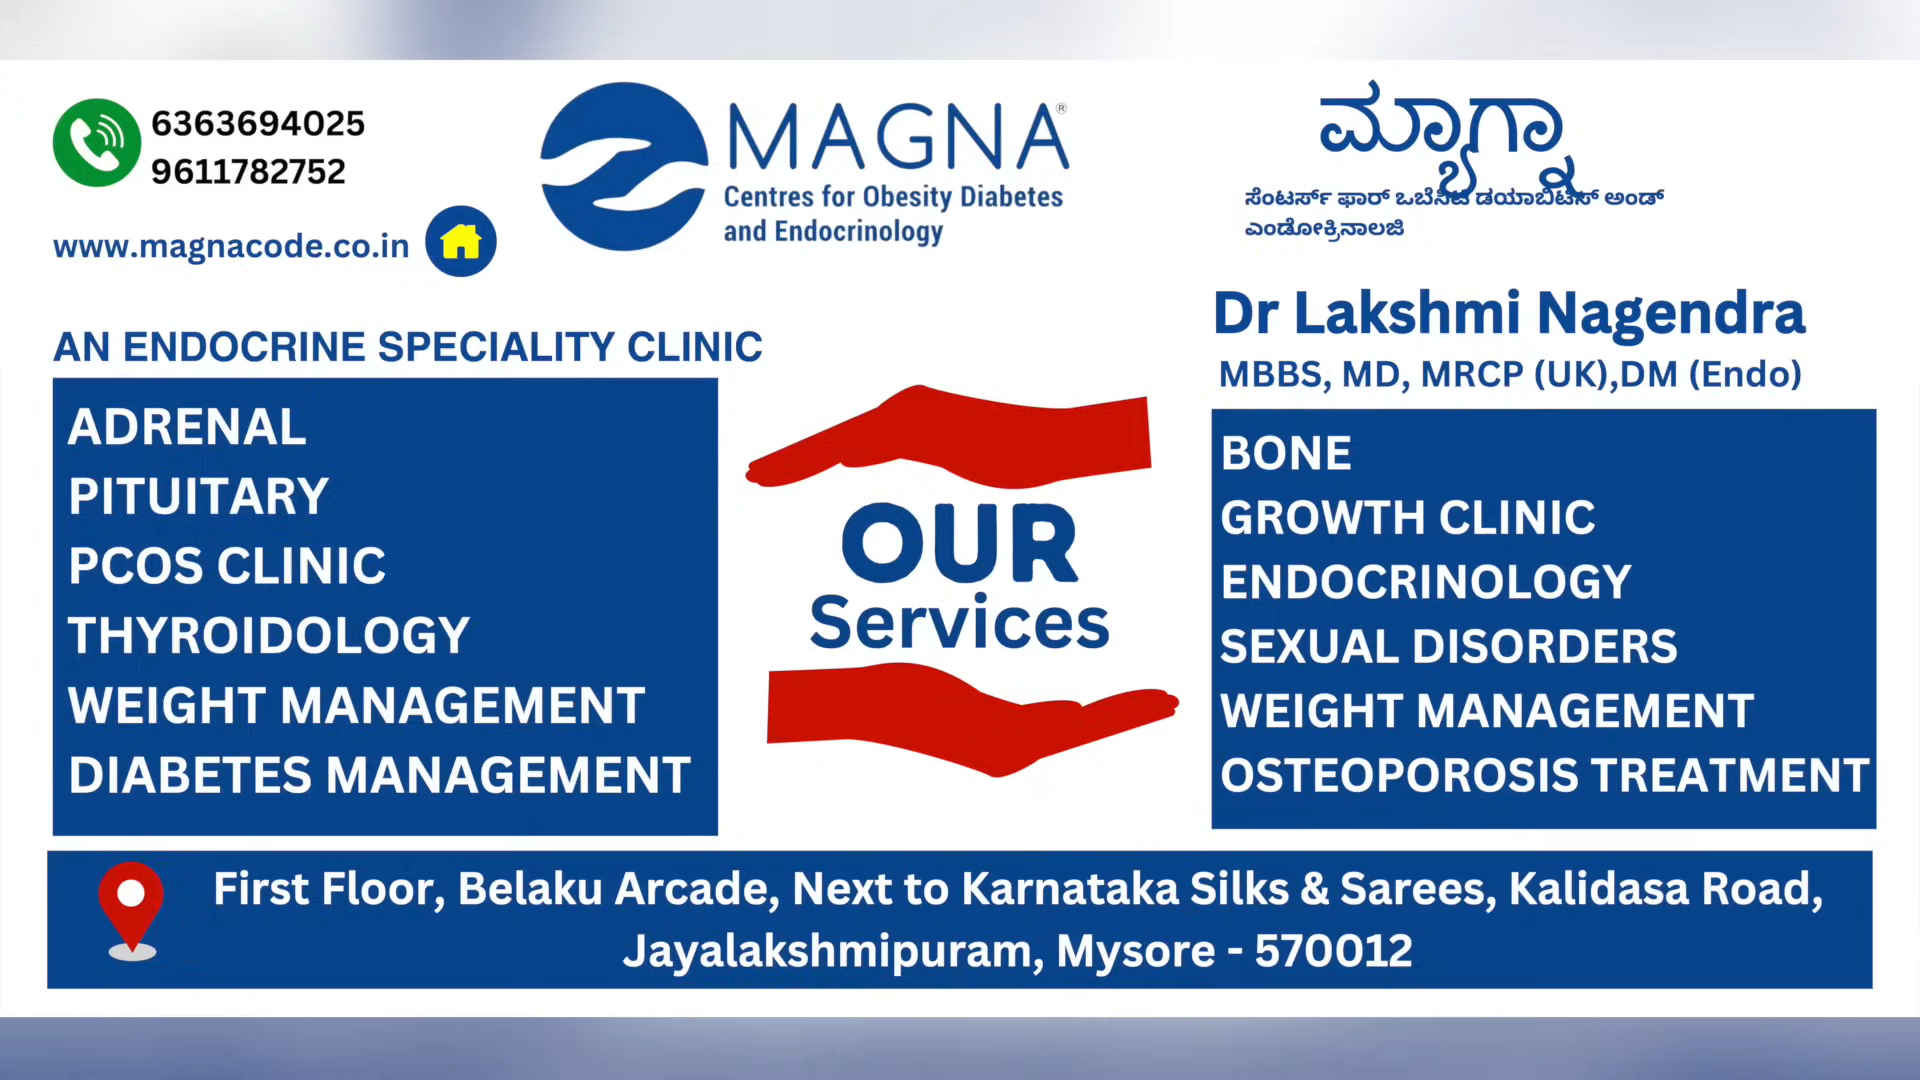 6363694025
9611782752
www.magnacode.co.in
MAGNA®
Centres for Obesity Diabetes
and Endocrinology
ಮ್ಯಾಗ್ನಾ
ಸೆಂಟರ್ಸ್ ಫಾರ್ ಒಬೆಸಿಟಿ ಡಯಾಬಿಟಿಸ್ ಅಂಡ್
ಎಂಡೋಕ್ರಿನಾಲಜಿ
AN ENDOCRINE SPECIALITY CLINIC
Dr Lakshmi Nagendra
MBBS, MD, MRCP (UK),DM (Endo)
ADRENAL
PITUITARY
PCOS CLINIC
THYROIDOLOGY
WEIGHT MANAGEMENT
DIABETES MANAGEMENT
OUR
Services
BONE
GROWTH CLINIC
ENDOCRINOLOGY
SEXUAL DISORDERS
WEIGHT MANAGEMENT
OSTEOPOROSIS TREATMENT
First Floor, Belaku Arcade, Next to Karnataka Silks & Sarees, Kalidasa Road,
Jayalakshmipuram, Mysore - 570012